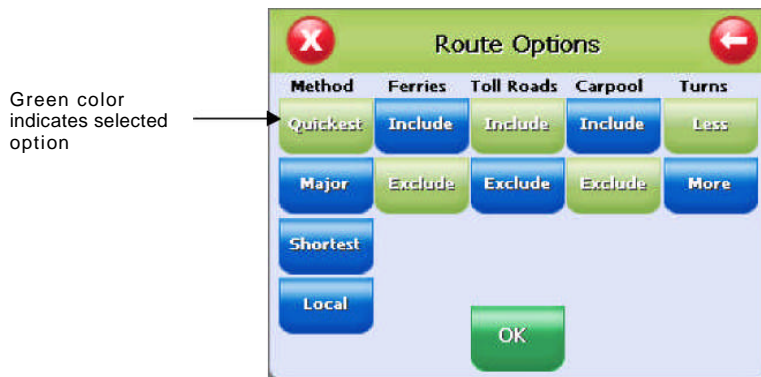 Route Options
Method Ferries Toll Roads Carpool Turns
Green color
indicates selected
option
Quickest Include Include Include Less
Major Exclude Exclude Exclude More
Shortest
Local
OK